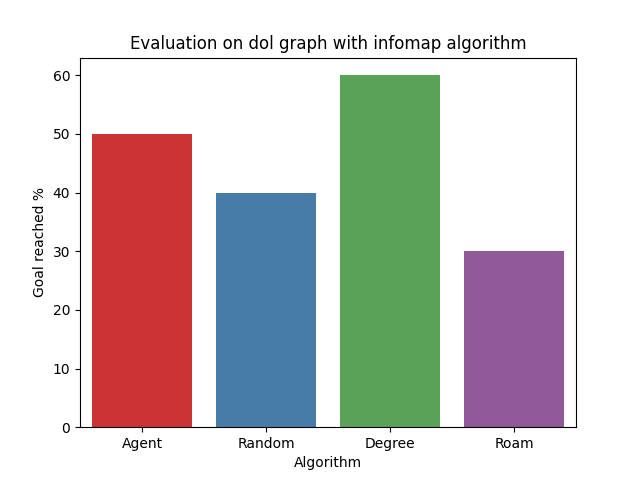 Evaluation on dol graph with infomap algorithm
Goal reached %
60
50
40
30
20
10
0
Agent Random Degree Roam
Algorithm